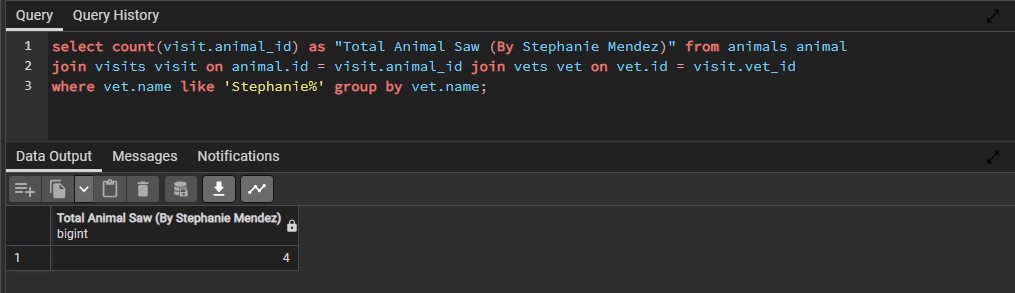 Query Query History
1 select count(visit.animal_id) as "Total Animal Saw (By Stephanie Mendez)" from animals animal
2 join visits visit on animal.id = visit.animal_id join vets vet on vet.id = visit.vet_id
3 where vet.name like 'Stephanie%' group by vet.name;
Data Output Messages Notifications
Total Animal Saw (By Stephanie Mendez)
bigint
1 4